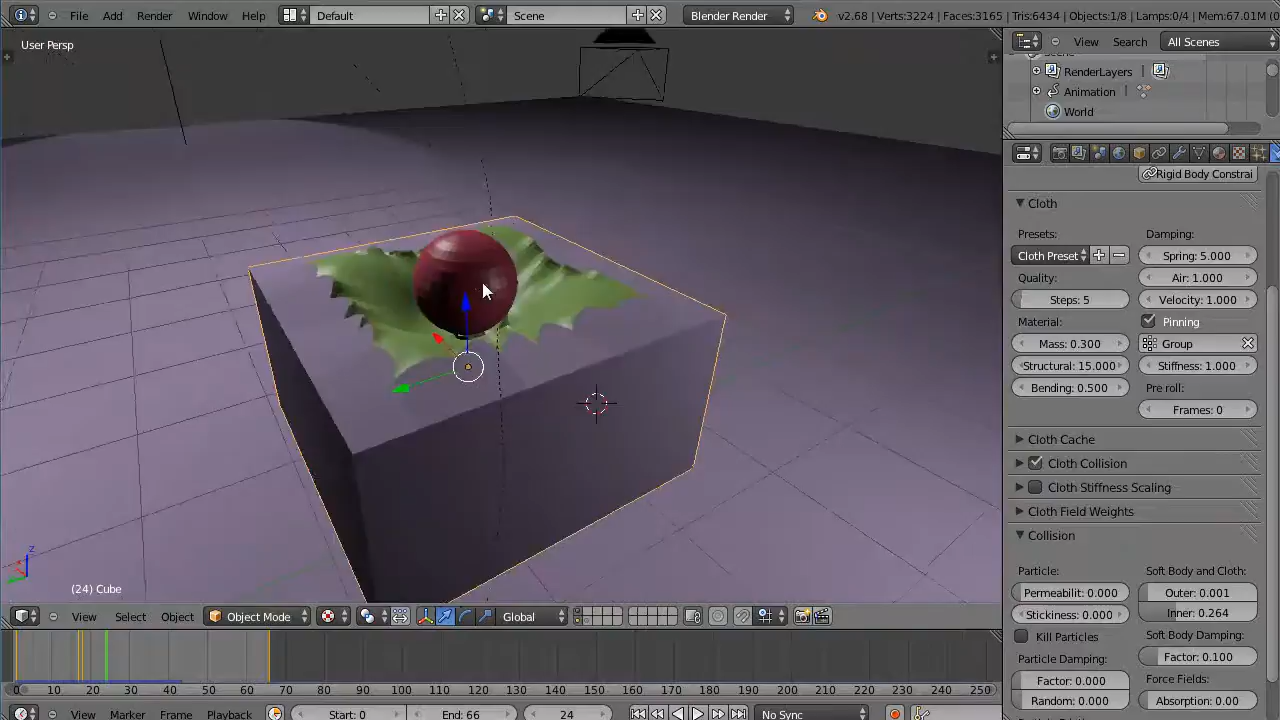 File Add Render Window Help Default Scene Blender Render v2.68 | Verts:3224 | Faces:3165 | Tris:6434 | Objects:1/8 | Lamps:0/4 | Mem:67.01M (0
User Persp
View Search All Scenes
RenderLayers
Animation
World
Rigid Body Constrai
Cloth
Presets: Damping:
Cloth Preset Spring: 5.000
Quality: Air: 1.000
Steps: 5 Velocity: 1.000
Material: Pinning
Mass: 0.300 Group
Structural: 15.000 Stiffness: 1.000
Bending: 0.500 Pre roll:
Frames: 0
Cloth Cache
Cloth Collision
Cloth Stiffness Scaling
Cloth Field Weights
Collision
Particle: Soft Body and Cloth:
Permeabilit: 0.000 Outer: 0.001
Stickiness: 0.000 Inner: 0.264
Kill Particles Soft Body Damping:
Particle Damping: Factor: 0.100
Factor: 0.000 Force Fields:
Random: 0.000 Absorption: 0.00
z
(24) Cube
View Select Object Object Mode Global
0 10 20 30 40 50 60 70 80 90 100 110 120 130 140 150 160 170 180 190 200 210 220 230 240 250
View Marker Frame Playback Start: 0 End: 66 24 No Sync